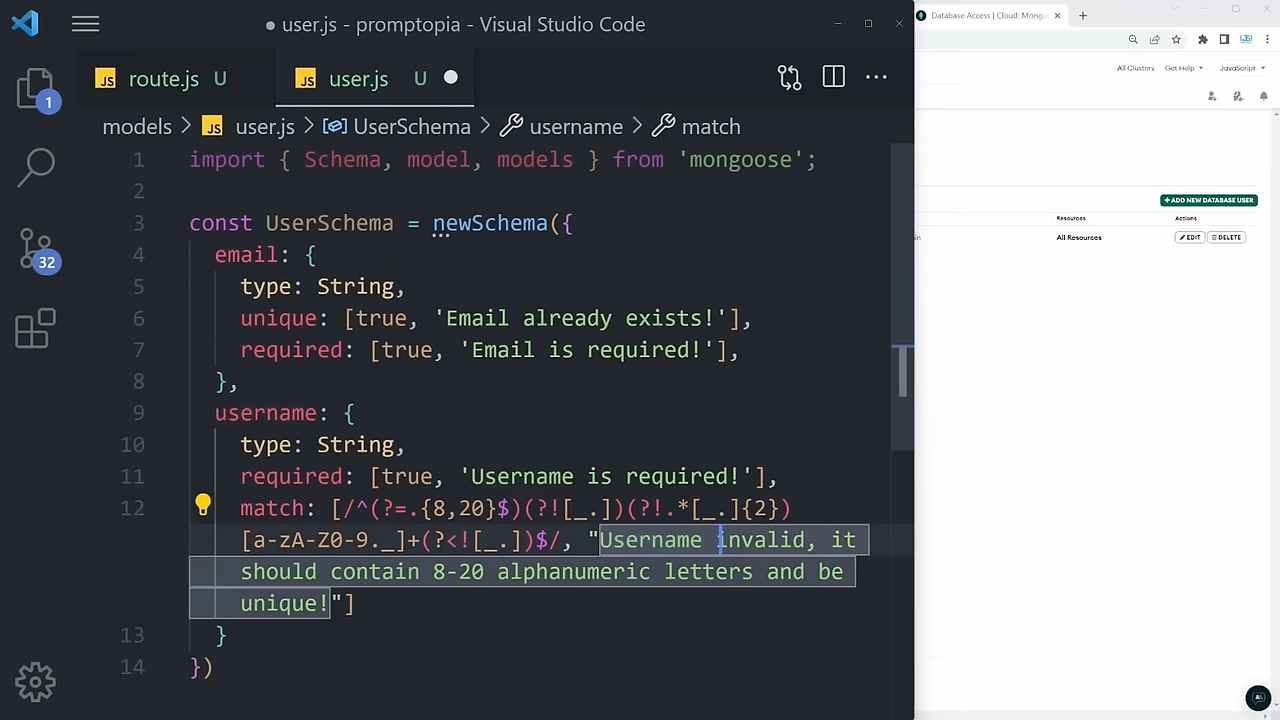 user.js - promptopia - Visual Studio Code
JS route.js U
JS user.js U
models > JS user.js > UserSchema > username > match
1
32
1 import { Schema, model, models } from 'mongoose';
2
3 const UserSchema = newSchema({
4 email: {
5 type: String,
6 unique: [true, 'Email already exists!'],
7 required: [true, 'Email is required!'],
8 },
9 username: {
10 type: String,
11 required: [true, 'Username is required!'],
12 match: [/^(?=.{8,20}$)(?![_.])(?!.*[_.]{2})
[a-zA-Z0-9._]+(?<![_.])$/, "Username invalid, it
should contain 8-20 alphanumeric letters and be
unique!"]
13 }
14 })
Database Access | Cloud: Mongo
All Clusters Get Help JavaScript
+ ADD NEW DATABASE USER
Resources Actions
All Resources EDIT DELETE